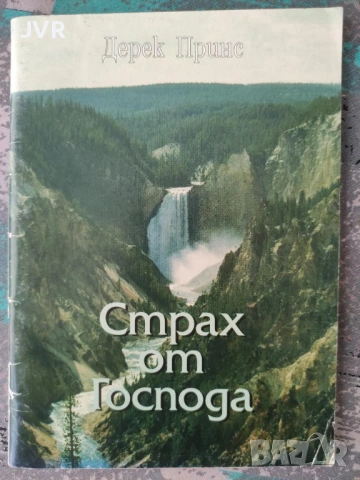 JVR
Дерек Принс
Страх
от
Господа
BAZAR